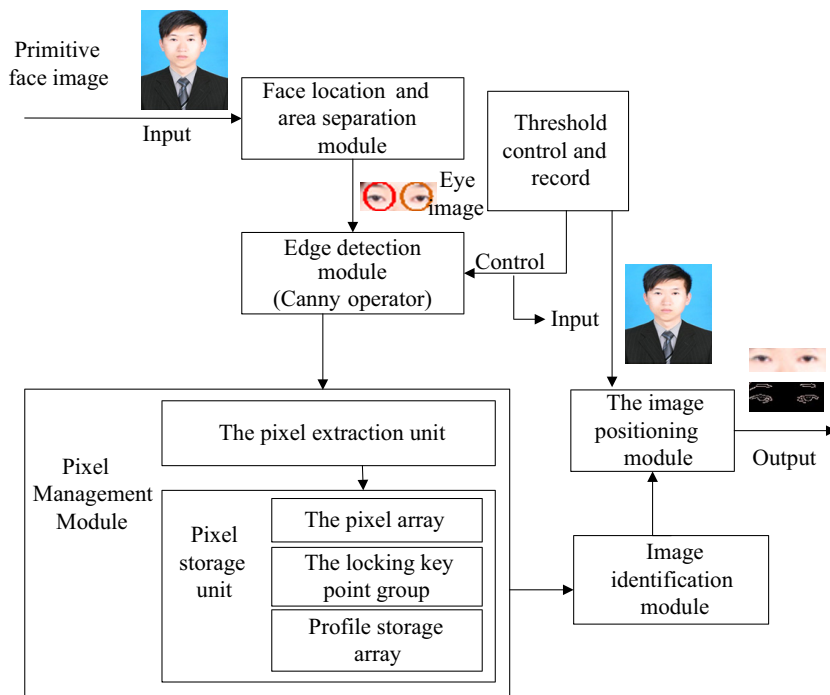 Primitive
face image
Input
Face location and
area separation
module
Threshold
control and
record
Eye
image
Edge detection
module
(Canny operator)
Control
Input
The pixel extraction unit
The image
positioning
module
Output
Pixel
Management
Module
Pixel
storage
unit
The pixel array
The locking key
point group
Profile storage
array
Image
identification
module